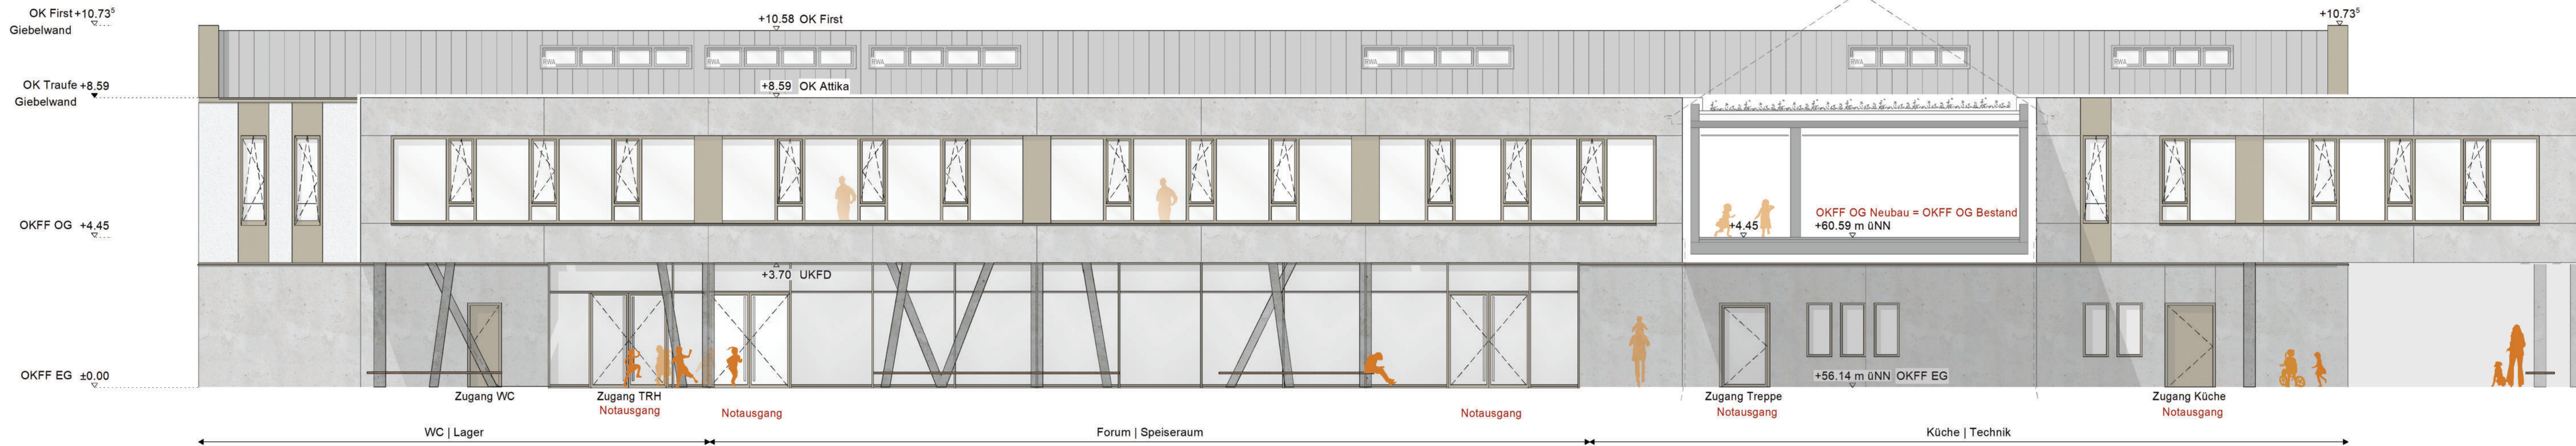 OK First +10.73⁵
Giebelwand
+10.58 OK First
+10.73⁵
RWA
RWA
RWA
RWA
RWA
RWA
OK Traufe +8.59
Giebelwand
+8.59 OK Attika
OKFF OG +4.45
OKFF OG Neubau = OKFF OG Bestand
+4.45
+60.59 m üNN
+3.70 UKFD
OKFF EG ±0.00
+56.14 m üNN OKFF EG
Zugang WC
Zugang TRH
Notausgang
Notausgang
Notausgang
Zugang Treppe
Notausgang
Zugang Küche
Notausgang
WC | Lager
Forum | Speiseraum
Küche | Technik